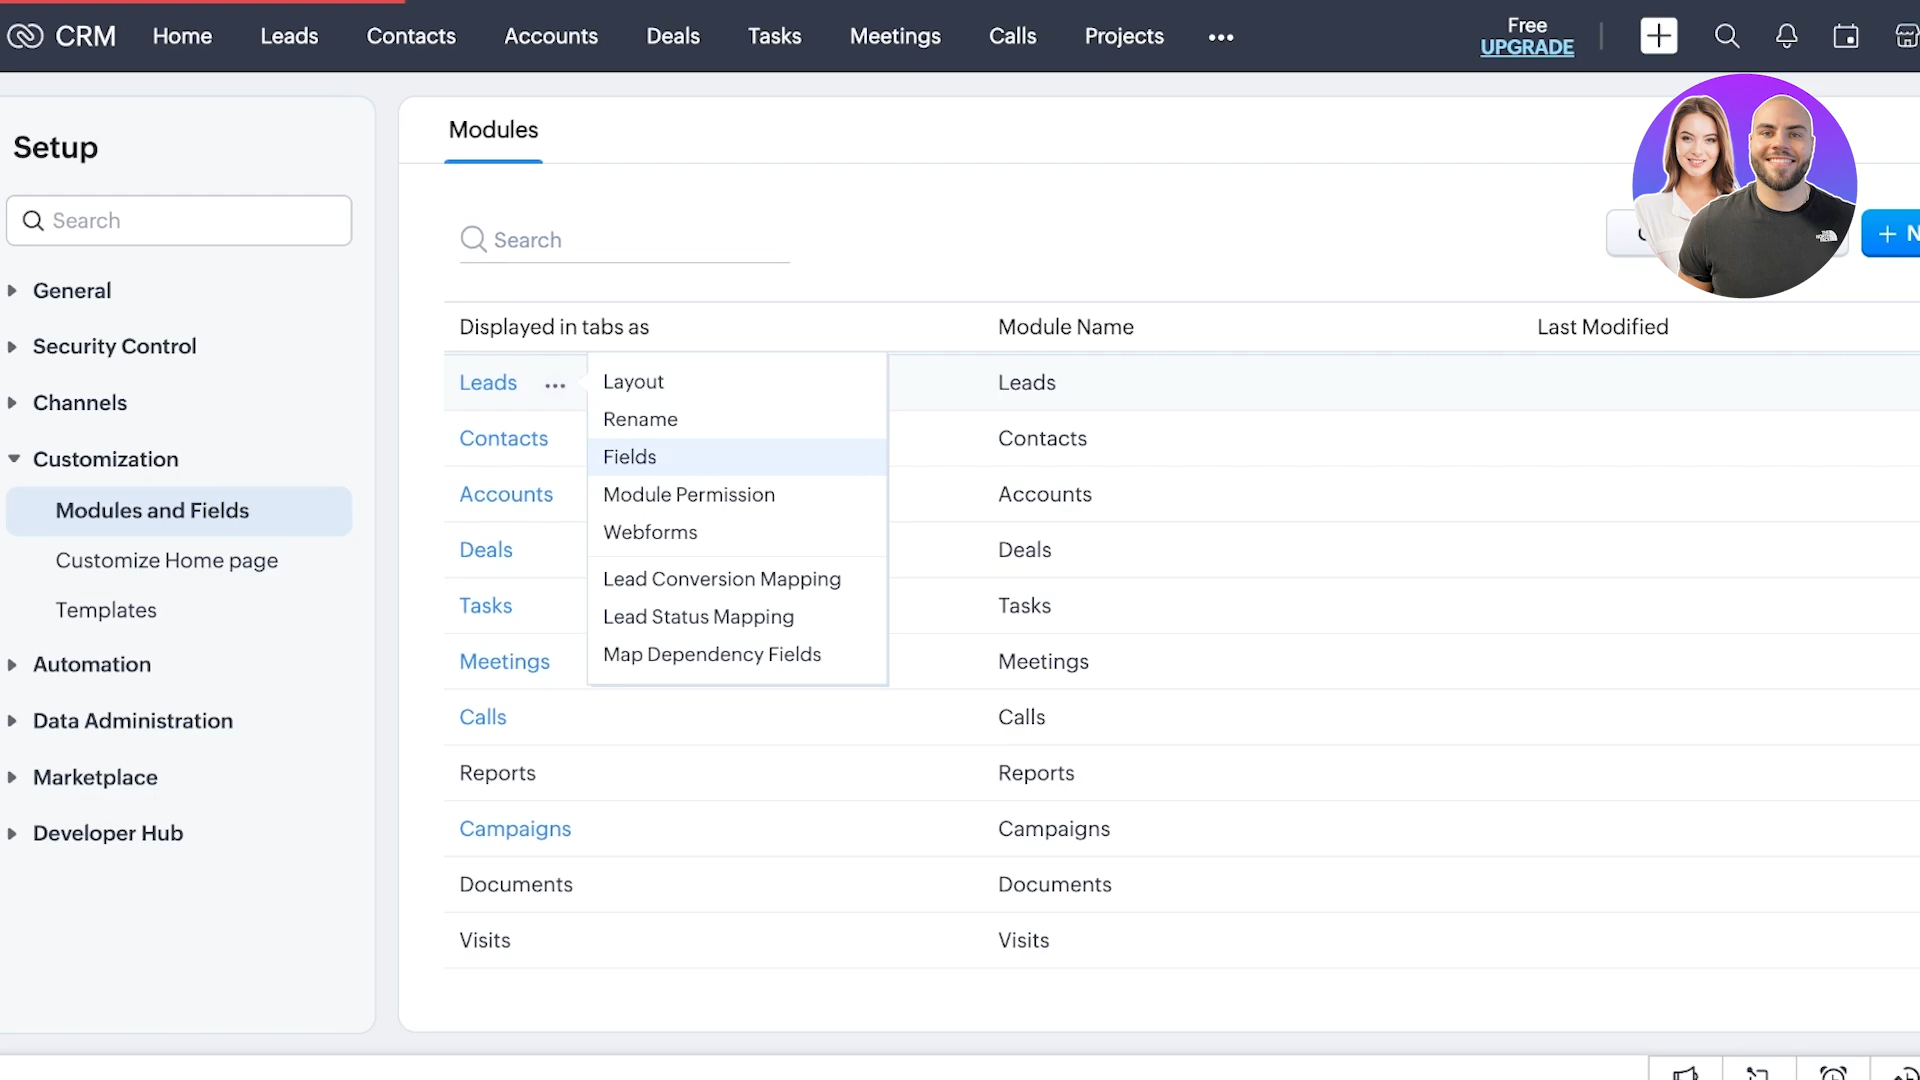 CRM Home Leads Contacts Accounts Deals Tasks Meetings Calls Projects ••• Free
UPGRADE
Setup
Search
General
Security Control
Channels
Customization
Modules and Fields
Customize Home page
Templates
Automation
Data Administration
Marketplace
Developer Hub
Modules
Search
+ N
Displayed in tabs as Module Name Last Modified
Leads ••• Leads
Contacts Contacts
Accounts Accounts
Deals Deals
Tasks Tasks
Meetings Meetings
Calls Calls
Reports Reports
Campaigns Campaigns
Documents Documents
Visits Visits
Layout
Rename
Fields
Module Permission
Webforms
Lead Conversion Mapping
Lead Status Mapping
Map Dependency Fields